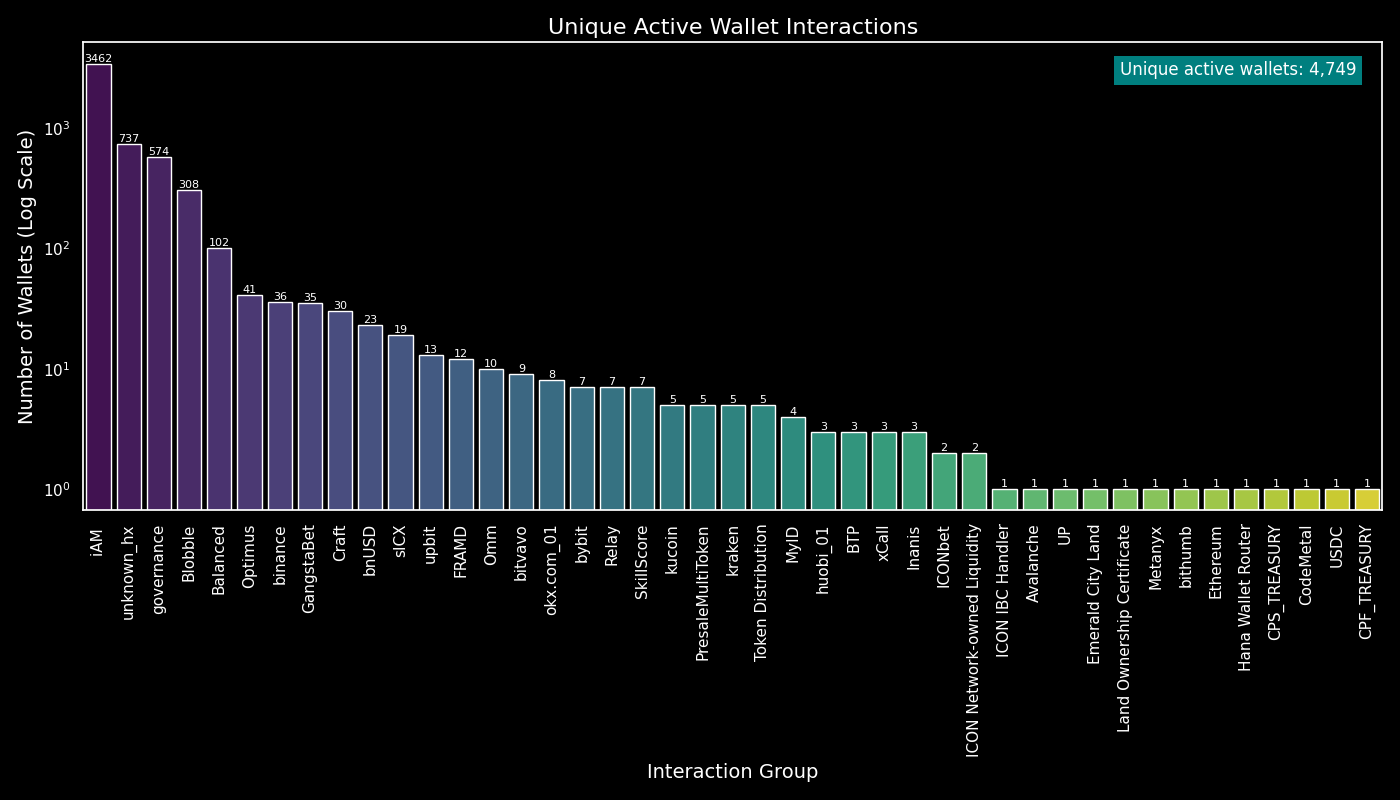 Unique Active Wallet Interactions
Unique active wallets: 4,749
Number of Wallets (Log Scale)
10³
10²
10¹
10⁰
3462
737
574
308
102
41
36
35
30
23
19
13
12
10
9
8
7
7
7
5
5
5
5
4
3
3
3
3
2
2
1
1
1
1
1
1
1
1
1
1
1
1
1
iAM
unknown_hx
governance
Blobble
Balanced
Optimus
binance
GangstaBet
Craft
bnUSD
sICX
upbit
FRAMD
Omm
bitvavo
okx.com_01
bybit
Relay
SkillScore
kucoin
PresaleMultiToken
kraken
Token Distribution
MyID
huobi_01
BTP
xCall
Inanis
ICONbet
ICON Network-owned Liquidity
ICON IBC Handler
Avalanche
UP
Emerald City Land
Land Ownership Certificate
Metanyx
bithumb
Ethereum
Hana Wallet Router
CPS_TREASURY
CodeMetal
USDC
CPF_TREASURY
Interaction Group